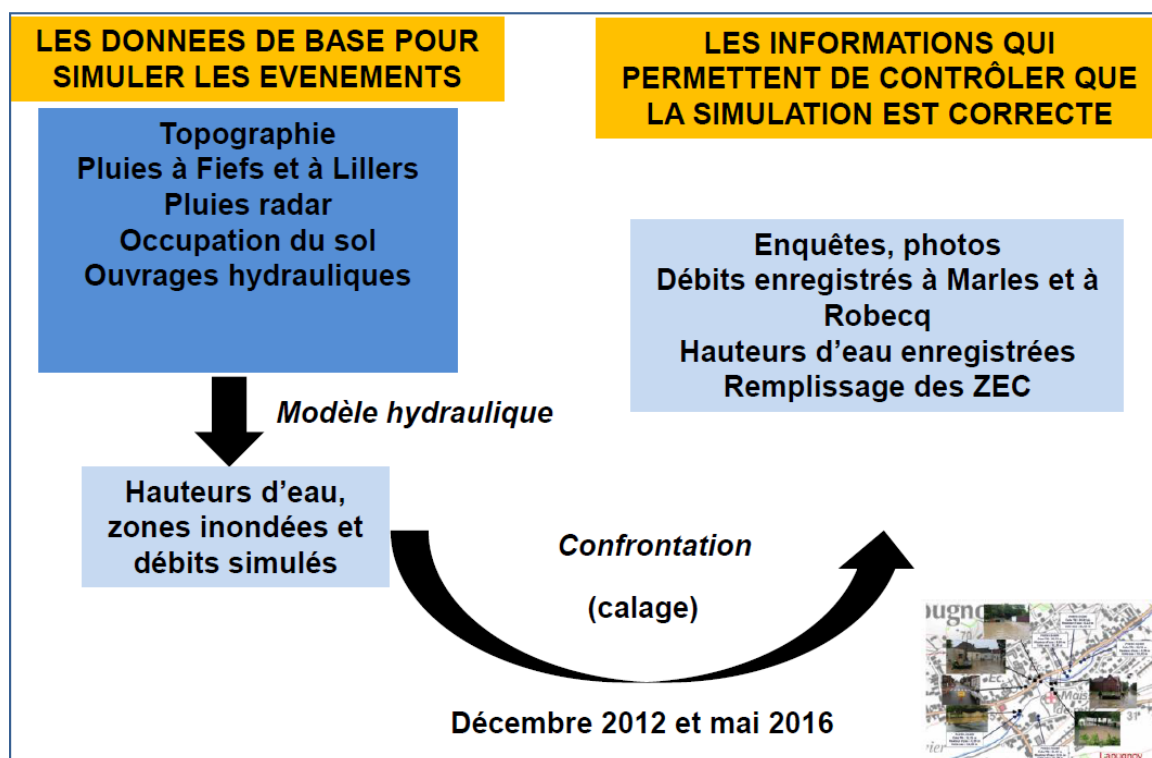 LES DONNEES DE BASE POUR
SIMULER LES EVENEMENTS
Topographie
Pluies à Fiefs et à Lillers
Pluies radar
Occupation du sol
Ouvrages hydrauliques
Modèle hydraulique
Hauteurs d'eau,
zones inondées et
débits simulés
LES INFORMATIONS QUI
PERMETTENT DE CONTRÔLER QUE
LA SIMULATION EST CORRECTE
Enquêtes, photos
Débits enregistrés à Marles et à
Robecq
Hauteurs d'eau enregistrées
Remplissage des ZEC
Confrontation
(calage)
Décembre 2012 et mai 2016